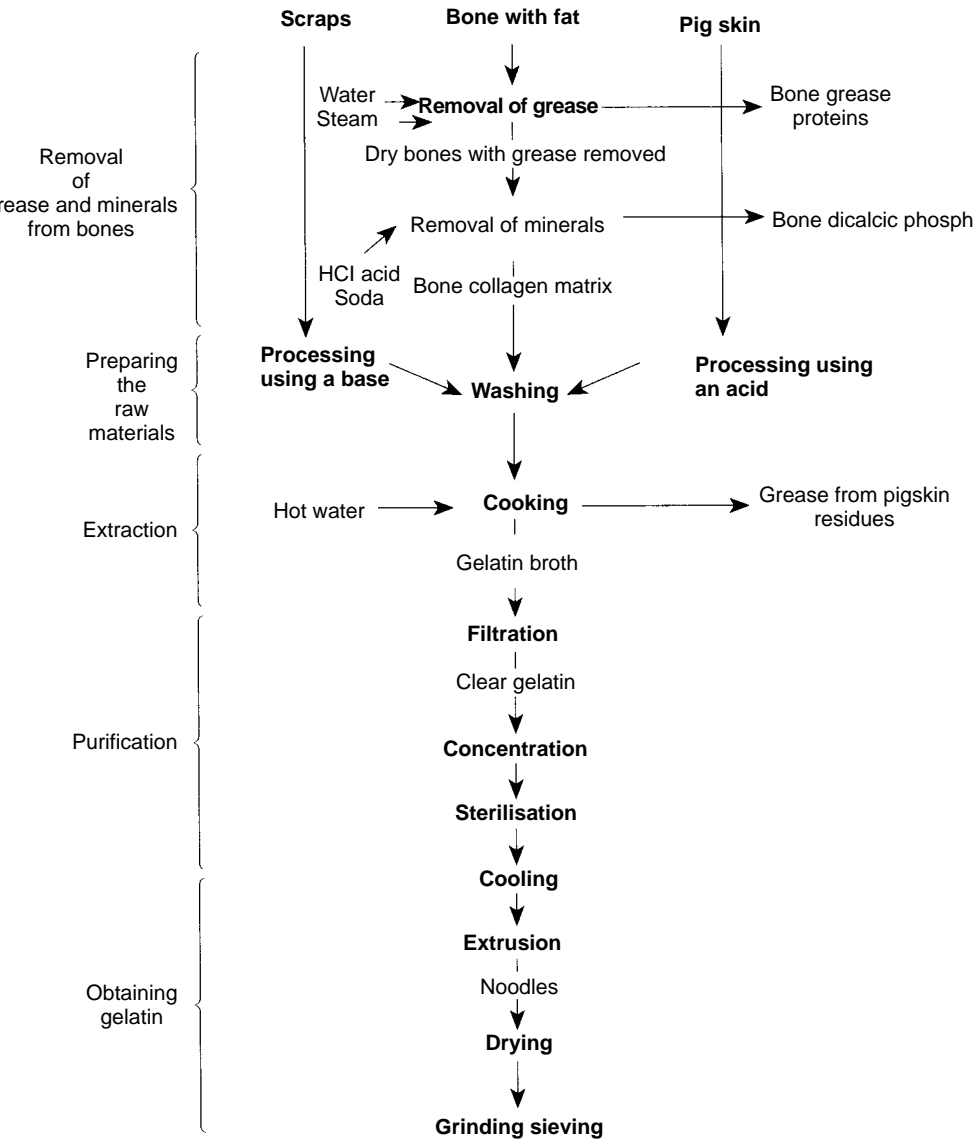 Scraps
Bone with fat
Pig skin
Water
Steam
Removal of grease
Bone grease
proteins
Dry bones with grease removed
Removal
of
rease and minerals
from bones
Removal of minerals
Bone dicalcic phosph
HCI acid
Soda
Bone collagen matrix
Preparing
the
raw
materials
Processing
using a base
Washing
Processing using
an acid
Extraction
Hot water
Cooking
Grease from pigskin
residues
Gelatin broth
Purification
Filtration
Clear gelatin
Concentration
Sterilisation
Obtaining
gelatin
Cooling
Extrusion
Noodles
Drying
Grinding sieving